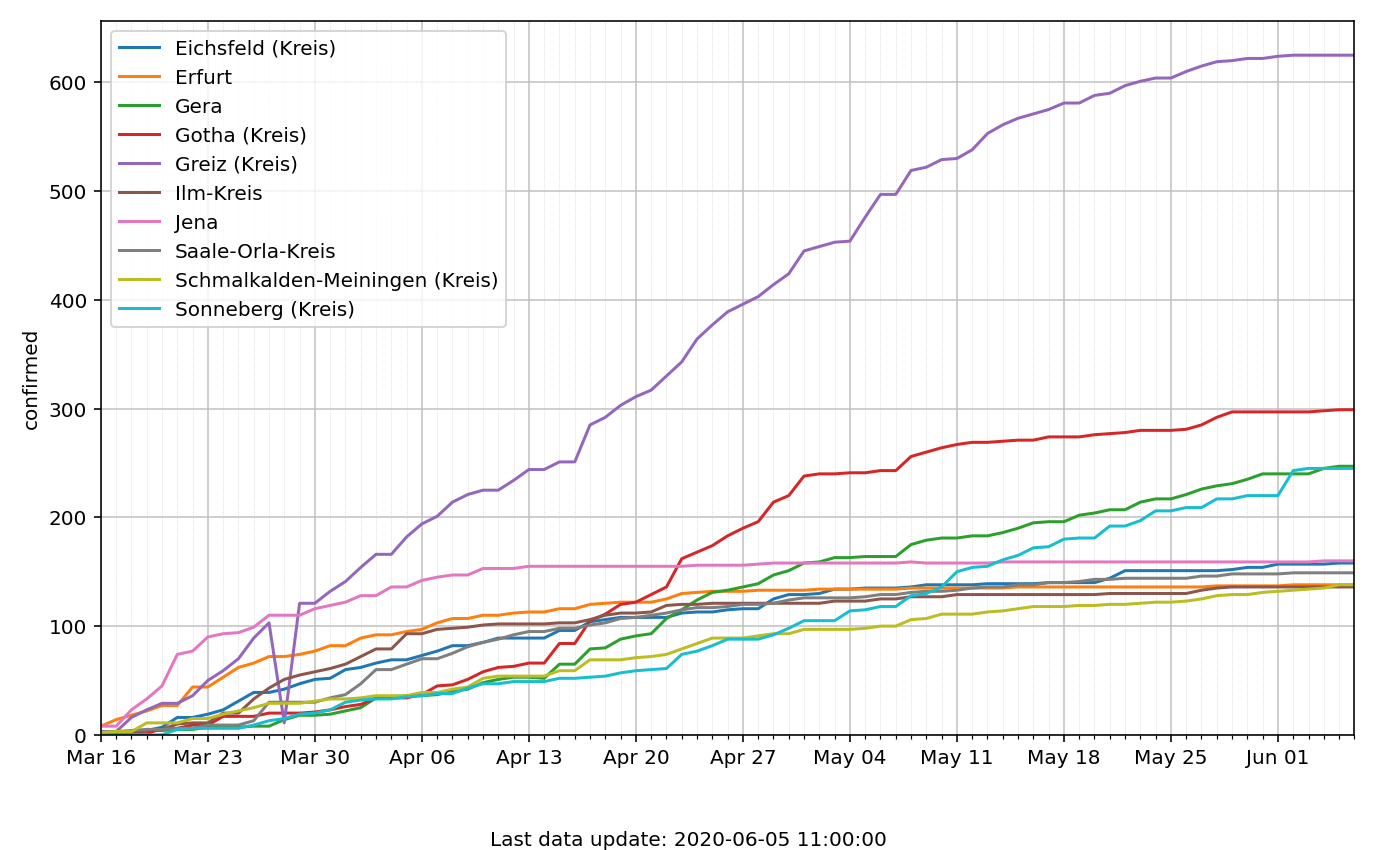 600
500
400
300
200
100
0
confirmed
Eichsfeld (Kreis)
Erfurt
Gera
Gotha (Kreis)
Greiz (Kreis)
Ilm-Kreis
Jena
Saale-Orla-Kreis
Schmalkalden-Meiningen (Kreis)
Sonneberg (Kreis)
Mar 16 Mar 23 Mar 30 Apr 06 Apr 13 Apr 20 Apr 27 May 04 May 11 May 18 May 25 Jun 01
Last data update: 2020-06-05 11:00:00